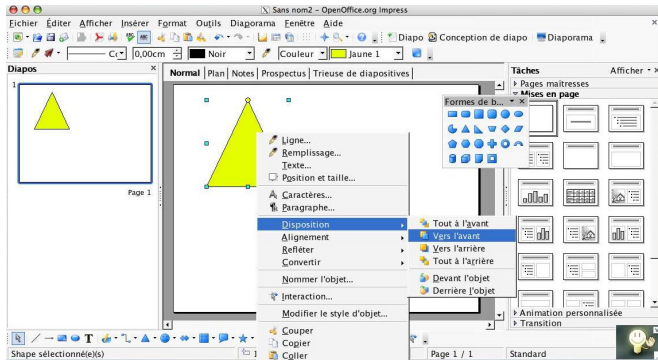 Sans nom2 – OpenOffice.org Impress
Fichier Éditer Afficher Insérer Format Outils Diaporama Fenêtre Aide
Diapo Conception de diapo Diaporama
0,00cm Noir Couleur Jaune 1
Diapos
Normal Plan Notes Prospectus Trieuse de diapositives
Tâches Afficher
Pages maîtresses
Mises en page
1
Page 1
Formes de b...
Ligne...
Remplissage...
Texte...
Position et taille...
Caractères...
Paragraphe...
Disposition
Alignement
Refléter
Convertir
Nommer l'objet...
Interaction...
Modifier le style d'objet...
Couper
Copier
Coller
Tout à l'avant
Vers l'avant
Vers l'arrière
Tout à l'arrière
Devant l'objet
Derrière l'objet
Animation personnalisée
Transition
Shape sélectionné(e)(s)
Page 1 / 1
Standard